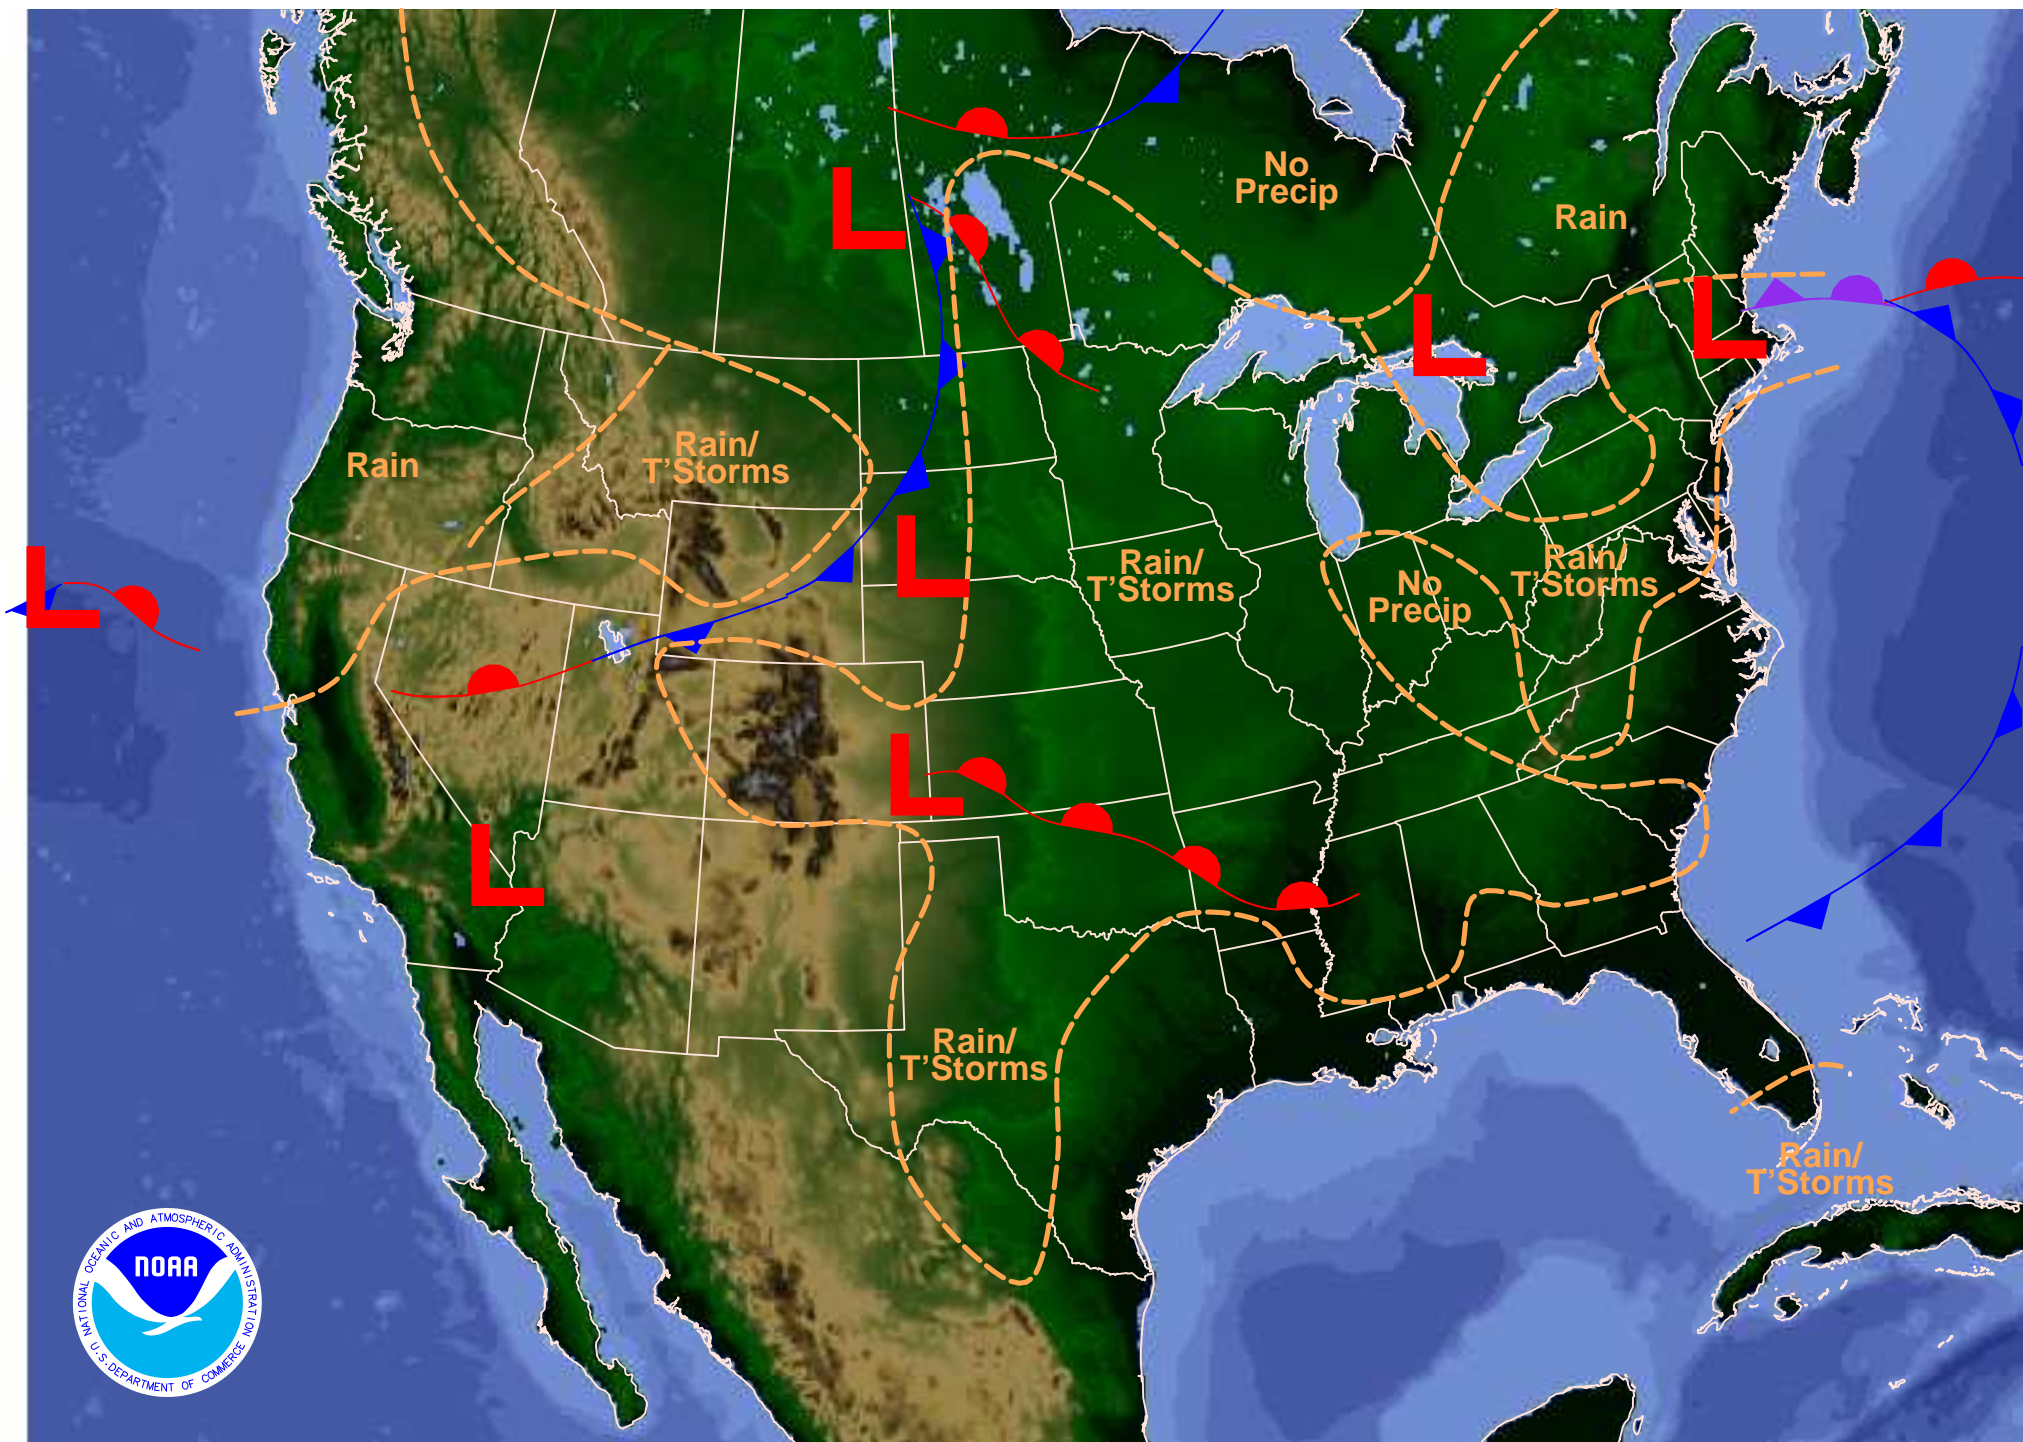 No
Precip
Rain
L
L
L
Rain/
T'Storms
Rain
L
L
Rain/
T'Storms
No
Precip
Rain/
T'Storms
L
L
L
Rain/
T'Storms
Rain/
T'Storms
NATIONAL OCEANIC AND ATMOSPHERIC ADMINISTRATION
NOAA
U.S. DEPARTMENT OF COMMERCE